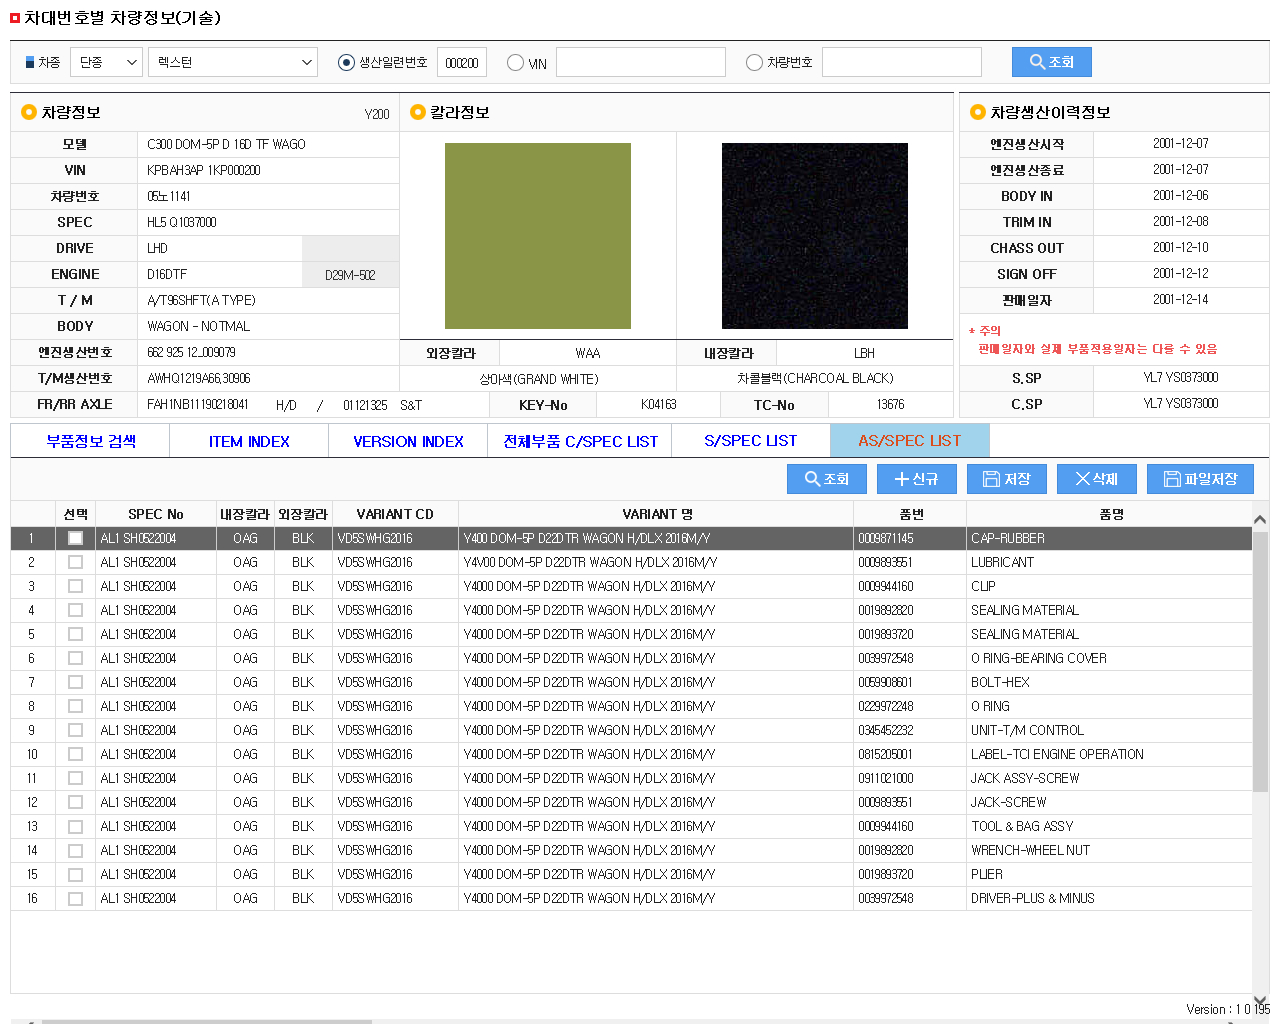 차대번호별 차량정보(기술)
차종 단종 렉스턴 생산일련번호 000200 VIN 차량번호 조회
차량정보 Y200 칼라정보 차량생산이력정보
모델 C300 DOM-5P D 16D TF WAGO 엔진생산시작 2001-12-07
VIN KPBAH3AP 1KP000200 엔진생산종료 2001-12-07
차량번호 05노1141 BODY IN 2001-12-06
SPEC HL5 Q1037000 TRIM IN 2001-12-08
DRIVE LHD CHASS OUT 2001-12-10
ENGINE D16DTF D29M-502 SIGN OFF 2001-12-12
T / M A/T96SHFT(A TYPE) 판매일자 2001-12-14
BODY WAGON - NOTMAL * 주의
엔진생산번호 662 925 12_009079 외장칼라 WAA 내장칼라 LBH 판매일자와 실제 부품적용일자는 다를 수 있음
T/M생산번호 AWHQ1219A66,30906 상마색(GRAND WHITE) 차콜블랙(CHARCOAL BLACK) S.SP YL7 YS0373000
FR/RR AXLE FAH1NB11190218041 H/D / 01121325 S&T KEY-No K04163 TC-No 13676 C.SP YL7 YS0373000
부품정보 검색 ITEM INDEX VERSION INDEX 전체부품 C/SPEC LIST S/SPEC LIST AS/SPEC LIST
조회 신규 저장 삭제 파일저장
선택 SPEC No 내장칼라 외장칼라 VARIANT CD VARIANT 명 품번 품명
1 AL1 SH0522004 OAG BLK VD5SWHG2016 Y400 DOM-5P D22DTR WAGON H/DLX 2016M/Y 0009871145 CAP-RUBBER
2 AL1 SH0522004 OAG BLK VD5SWHG2016 Y4V00 DOM-5P D22DTR WAGON H/DLX 2016M/Y 0009893551 LUBRICANT
3 AL1 SH0522004 OAG BLK VD5SWHG2016 Y4000 DOM-5P D22DTR WAGON H/DLX 2016M/Y 0009944160 CLIP
4 AL1 SH0522004 OAG BLK VD5SWHG2016 Y4000 DOM-5P D22DTR WAGON H/DLX 2016M/Y 0019892820 SEALING MATERIAL
5 AL1 SH0522004 OAG BLK VD5SWHG2016 Y4000 DOM-5P D22DTR WAGON H/DLX 2016M/Y 0019893720 SEALING MATERIAL
6 AL1 SH0522004 OAG BLK VD5SWHG2016 Y4000 DOM-5P D22DTR WAGON H/DLX 2016M/Y 0039972548 O RING-BEARING COVER
7 AL1 SH0522004 OAG BLK VD5SWHG2016 Y4000 DOM-5P D22DTR WAGON H/DLX 2016M/Y 0059908601 BOLT-HEX
8 AL1 SH0522004 OAG BLK VD5SWHG2016 Y4000 DOM-5P D22DTR WAGON H/DLX 2016M/Y 0229972248 O RING
9 AL1 SH0522004 OAG BLK VD5SWHG2016 Y4000 DOM-5P D22DTR WAGON H/DLX 2016M/Y 0345452232 UNIT-T/M CONTROL
10 AL1 SH0522004 OAG BLK VD5SWHG2016 Y4000 DOM-5P D22DTR WAGON H/DLX 2016M/Y 0815205001 LABEL-TCI ENGINE OPERATION
11 AL1 SH0522004 OAG BLK VD5SWHG2016 Y4000 DOM-5P D22DTR WAGON H/DLX 2016M/Y 0911021000 JACK ASSY-SCREW
12 AL1 SH0522004 OAG BLK VD5SWHG2016 Y4000 DOM-5P D22DTR WAGON H/DLX 2016M/Y 0009893551 JACK-SCREW
13 AL1 SH0522004 OAG BLK VD5SWHG2016 Y4000 DOM-5P D22DTR WAGON H/DLX 2016M/Y 0009944160 TOOL & BAG ASSY
14 AL1 SH0522004 OAG BLK VD5SWHG2016 Y4000 DOM-5P D22DTR WAGON H/DLX 2016M/Y 0019892820 WRENCH-WHEEL NUT
15 AL1 SH0522004 OAG BLK VD5SWHG2016 Y4000 DOM-5P D22DTR WAGON H/DLX 2016M/Y 0019893720 PLIER
16 AL1 SH0522004 OAG BLK VD5SWHG2016 Y4000 DOM-5P D22DTR WAGON H/DLX 2016M/Y 0039972548 DRIVER-PLUS & MINUS
Version : 1 0 195